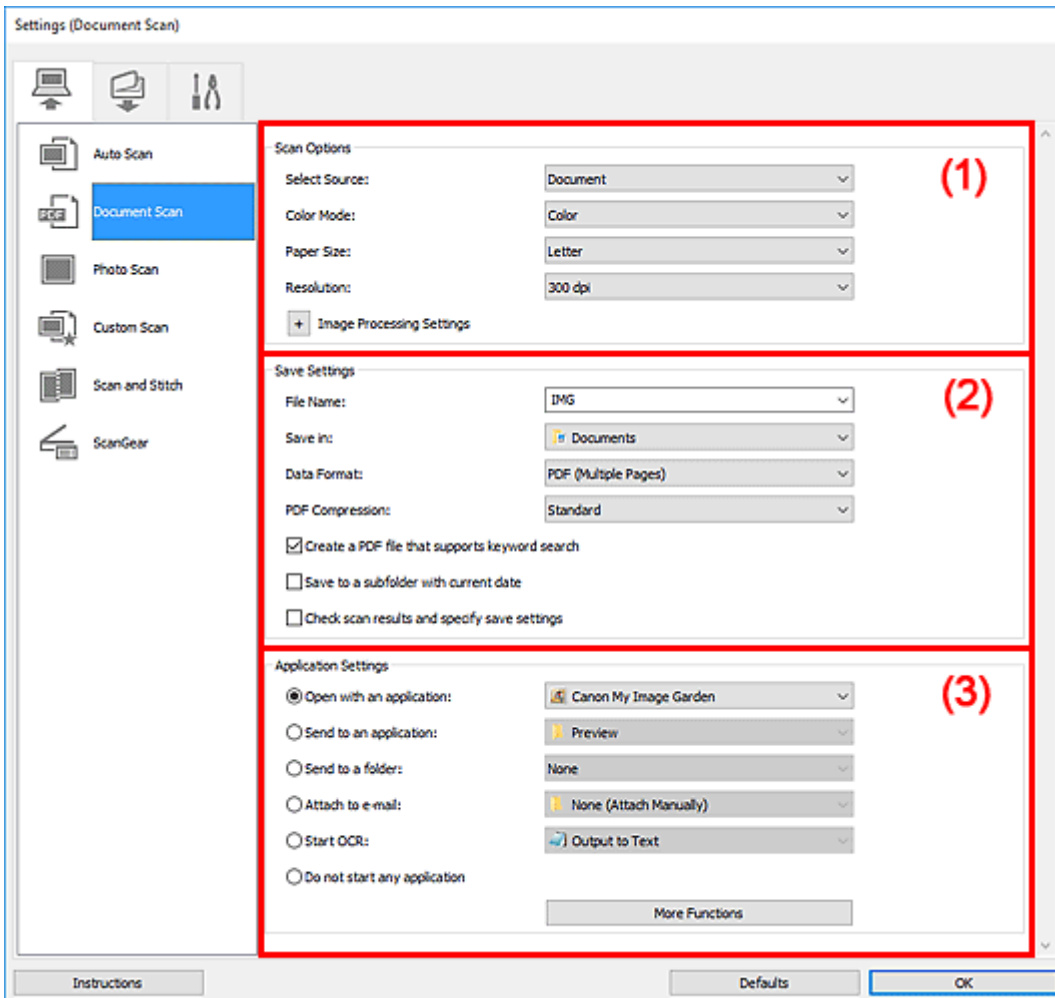 Settings (Document Scan)
Auto Scan
PDF
Document Scan
Photo Scan
Custom Scan
Scan and Stitch
ScanGear
Scan Options
(1)
Select Source: Document
Color Mode: Color
Paper Size: Letter
Resolution: 300 dpi
+ Image Processing Settings
Save Settings
(2)
File Name: IMG
Save in: Documents
Data Format: PDF (Multiple Pages)
PDF Compression: Standard
Create a PDF file that supports keyword search
Save to a subfolder with current date
Check scan results and specify save settings
Application Settings
(3)
Open with an application: Canon My Image Garden
Send to an application: Preview
Send to a folder: None
Attach to e-mail: None (Attach Manually)
Start OCR: Output to Text
Do not start any application
More Functions
Instructions Defaults OK